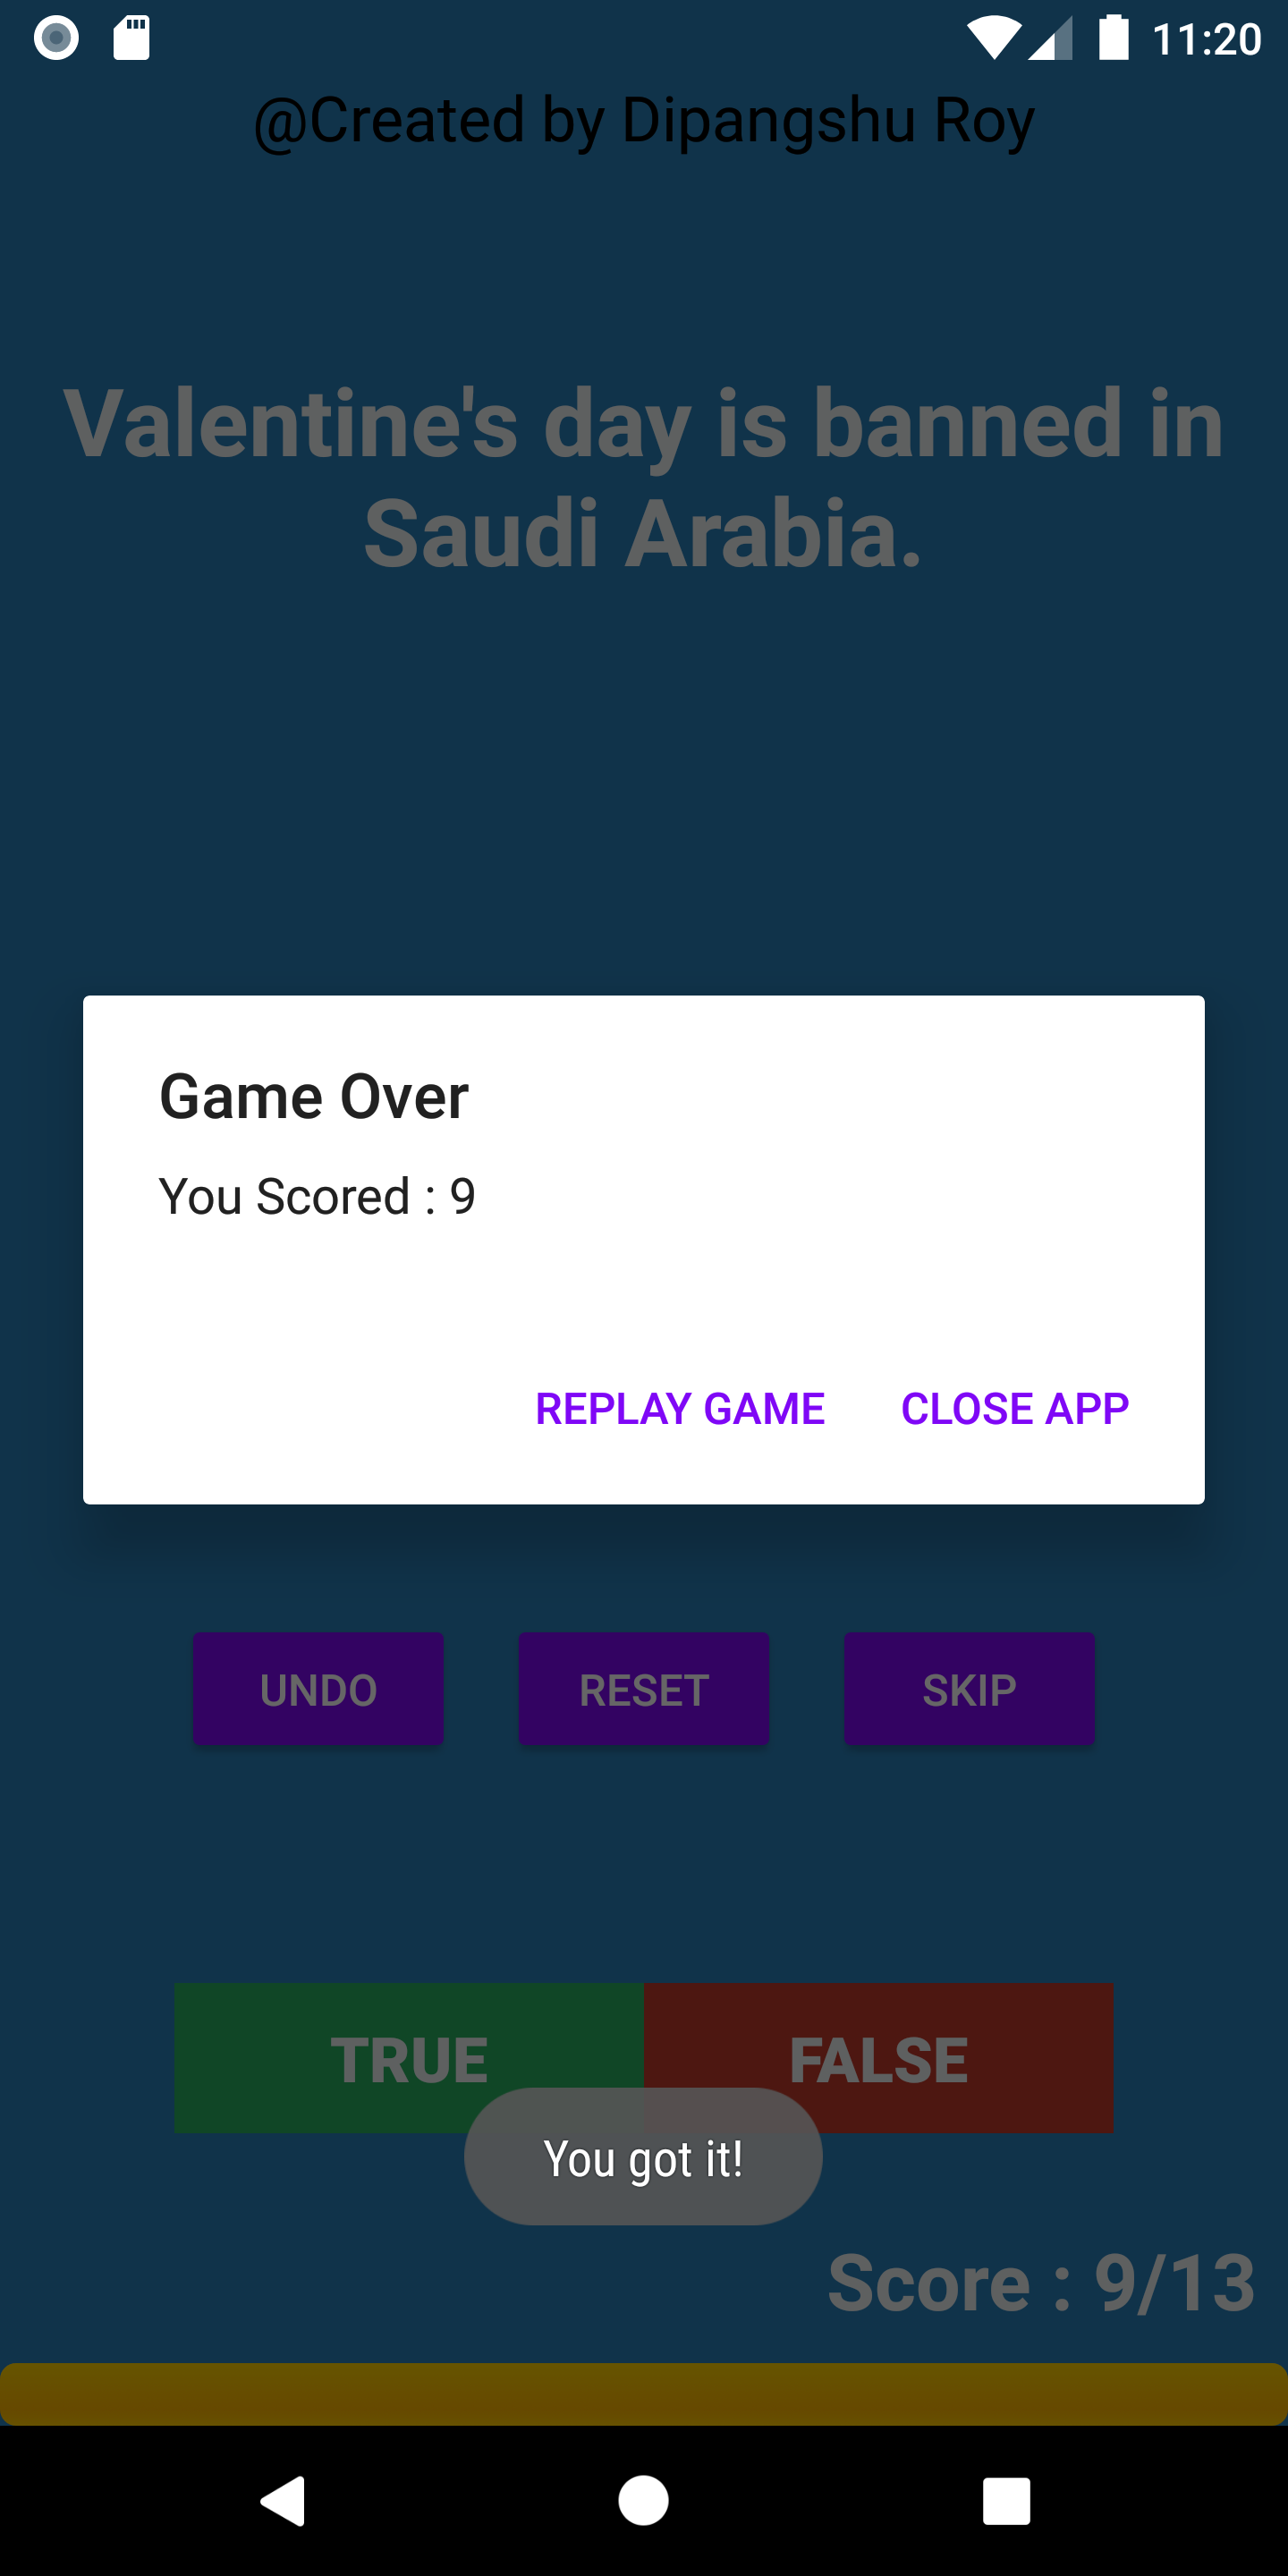 11:20
@Created by Dipangshu Roy
Valentine's day is banned in
Saudi Arabia.
Game Over
You Scored : 9
REPLAY GAME CLOSE APP
UNDO RESET SKIP
TRUE FALSE
You got it!
Score : 9/13